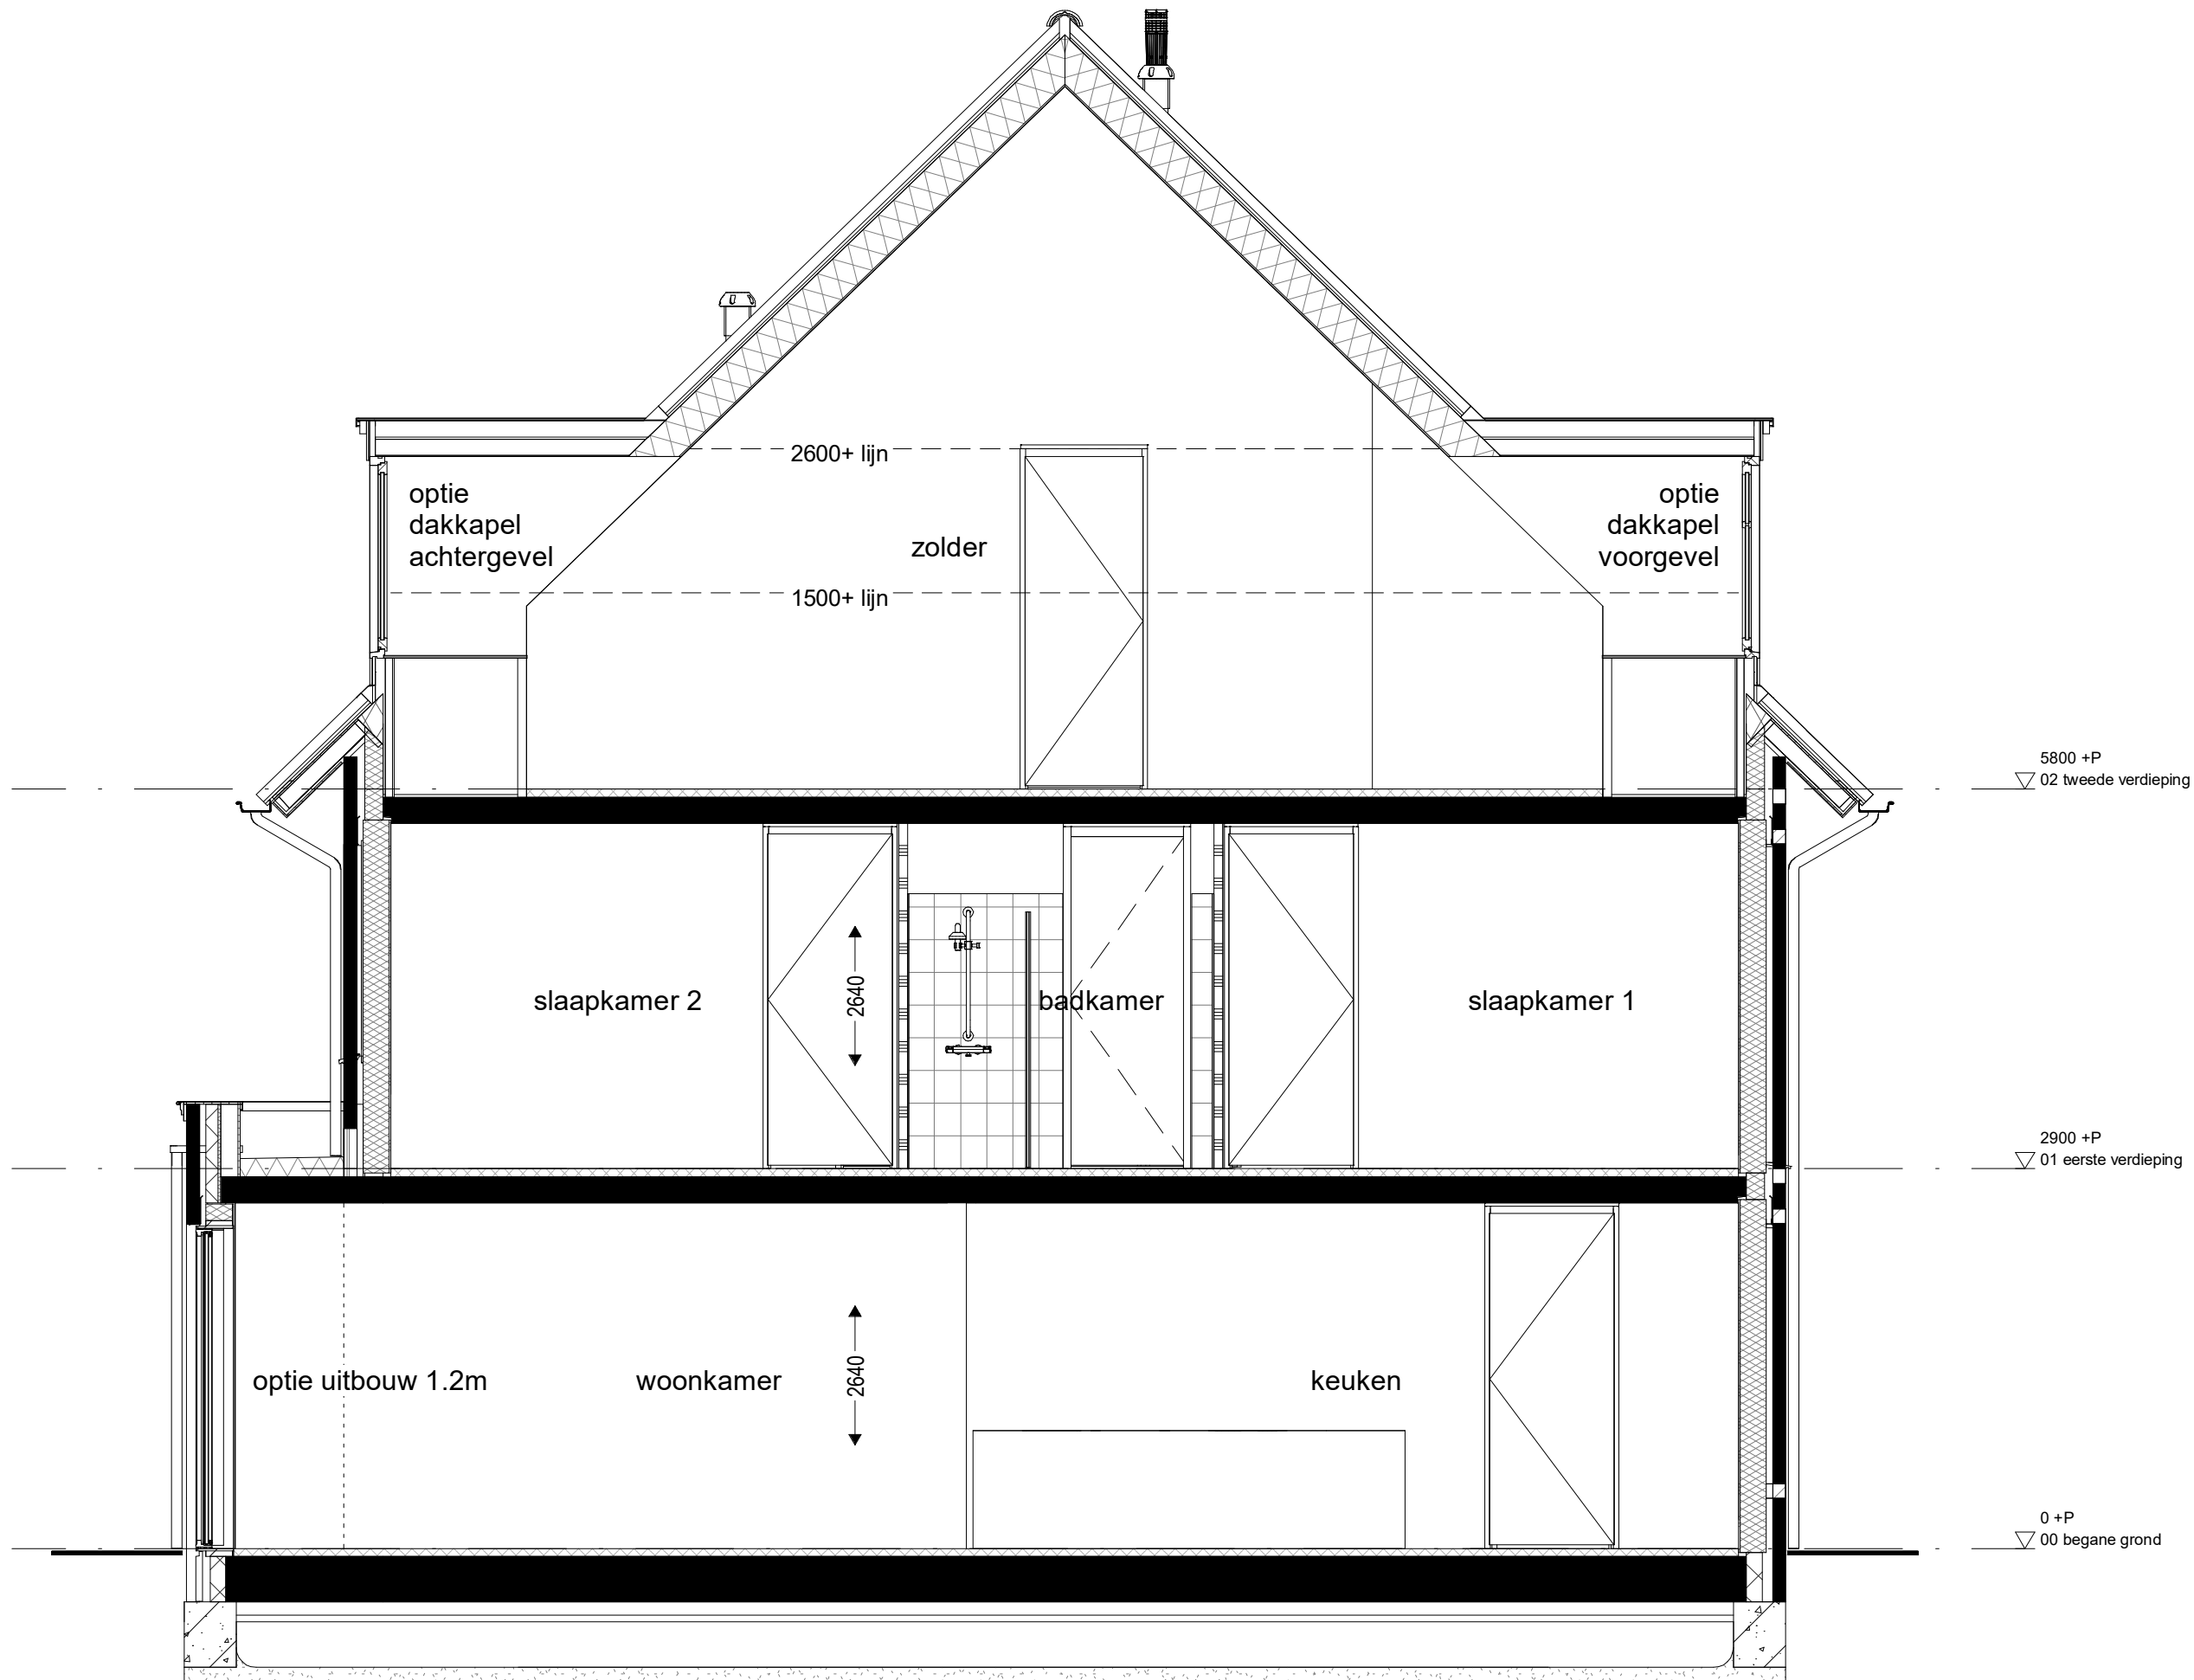 2600+ lijn
optie
dakkapel
achtergevel
optie
dakkapel
voorgevel
zolder
1500+ lijn
5800 +P
02 tweede verdieping
slaapkamer 2
2640
badkamer
slaapkamer 1
2900 +P
01 eerste verdieping
optie uitbouw 1.2m
woonkamer
2640
keuken
0 +P
00 begane grond